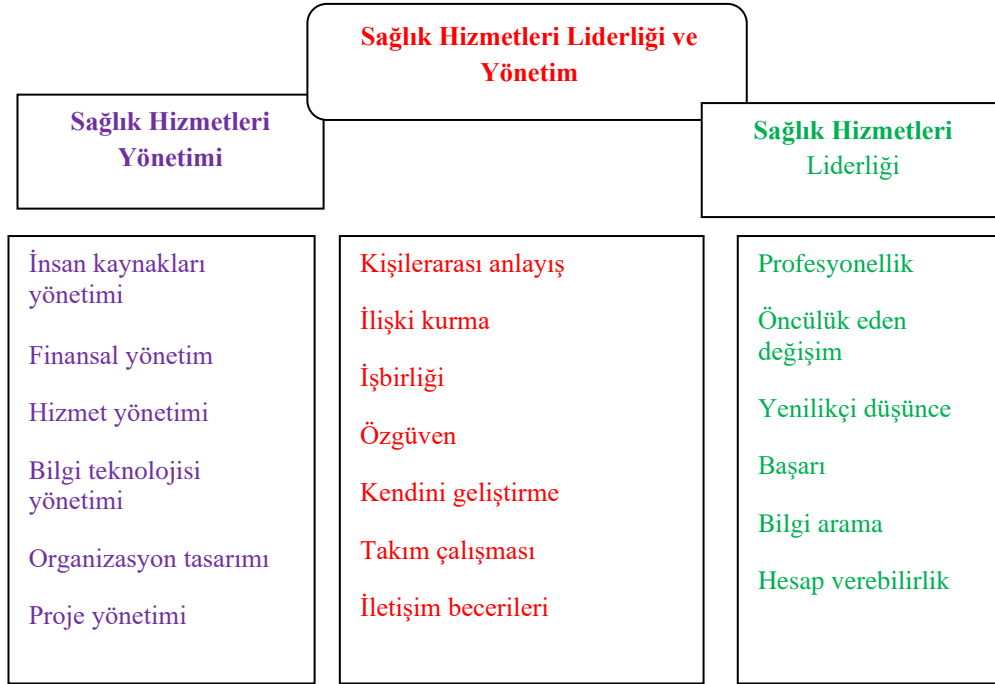 Sağlık Hizmetleri Liderliği ve
Yönetim
Sağlık Hizmetleri
Yönetimi
Sağlık Hizmetleri
Liderliği
İnsan kaynakları
yönetimi
Finansal yönetim
Hizmet yönetimi
Bilgi teknolojisi
yönetimi
Organizasyon tasarımı
Proje yönetimi
Kişilerarası anlayış
İlişki kurma
İşbirliği
Özgüven
Kendini geliştirme
Takım çalışması
İletişim becerileri
Profesyonellik
Öncülük eden
değişim
Yenilikçi düşünce
Başarı
Bilgi arama
Hesap verebilirlik